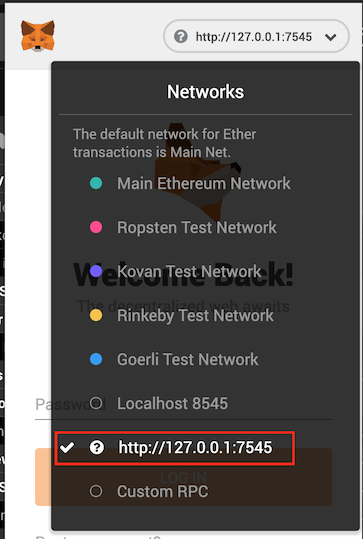 http://127.0.0.1:7545
Networks
The default network for Ether
transactions is Main Net.
Main Ethereum Network
Ropsten Test Network
Kovan Test Network
Welcome Back!
The decentralized web awaits
Rinkeby Test Network
Goerli Test Network
Localhost 8545
Password
http://127.0.0.1:7545
LOG IN
Custom RPC